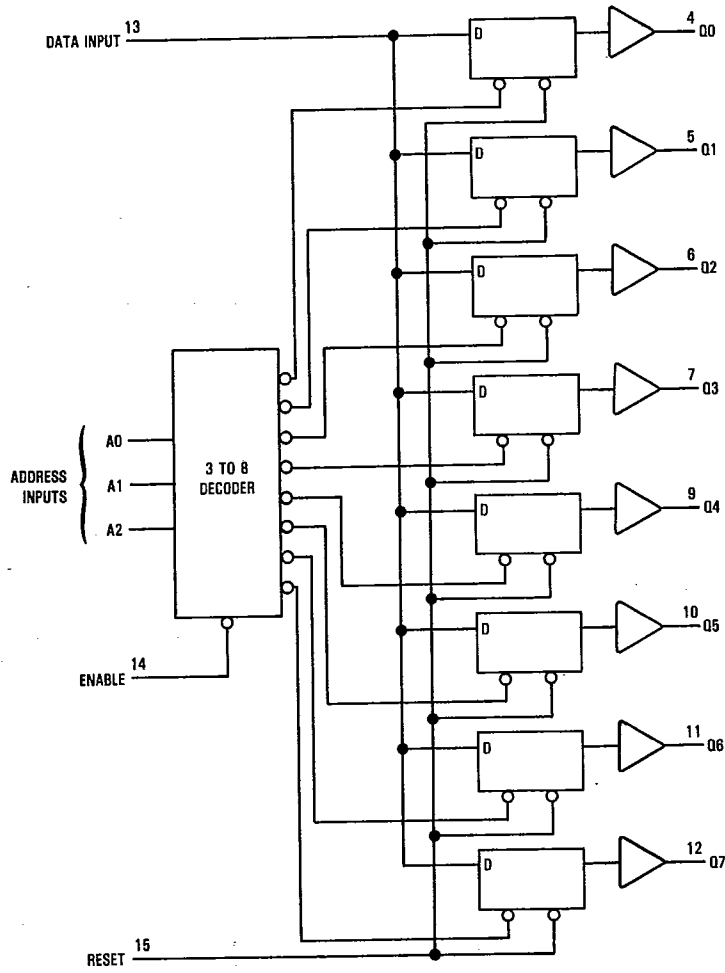 13
DATA INPUT
D
4
Q0
D
5
Q1
D
6
Q2
D
7
Q3
ADDRESS
INPUTS
A0
A1
A2
3 TO 8
DECODER
D
9
Q4
D
10
Q5
14
ENABLE
D
11
Q6
D
12
Q7
15
RESET